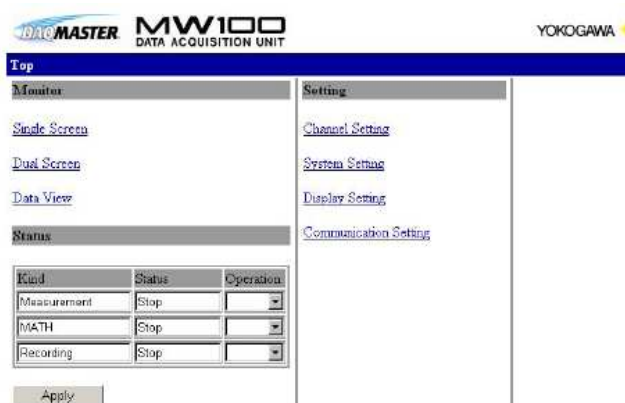 DAQMASTER MW100 YOKOGAWA
DATA ACQUISITION UNIT
Top
Monitor
Single Screen
Dual Screen
Data View
Status
Kind Status Operation
Measurement Stop
MATH Stop
Recording Stop
Apply
Setting
Channel Setting
System Setting
Display Setting
Communication Setting